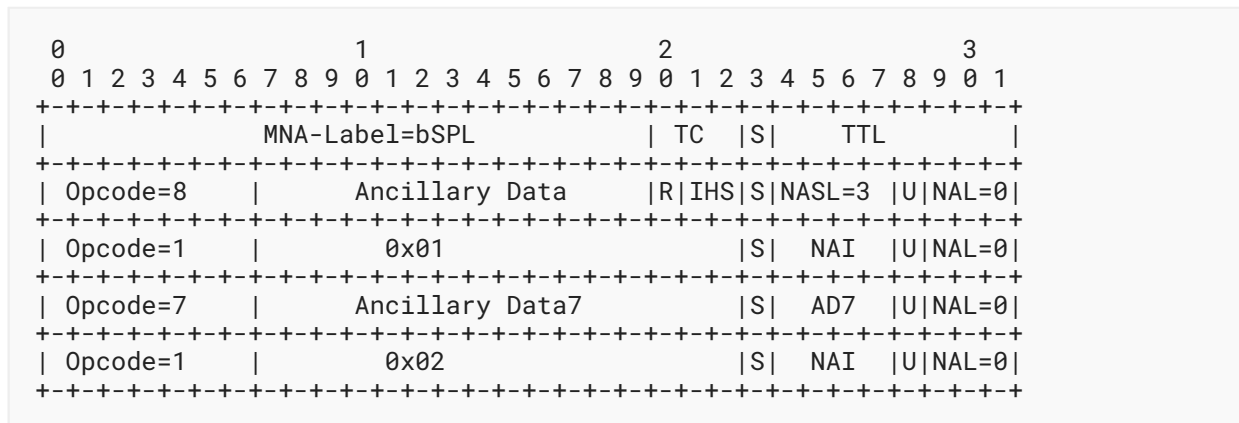 0                   1                   2                   3
 0 1 2 3 4 5 6 7 8 9 0 1 2 3 4 5 6 7 8 9 0 1 2 3 4 5 6 7 8 9 0 1
+-+-+-+-+-+-+-+-+-+-+-+-+-+-+-+-+-+-+-+-+-+-+-+-+-+-+-+-+-+-+-+-+
|              MNA-Label=bSPL           | TC  |S|    TTL        |
+-+-+-+-+-+-+-+-+-+-+-+-+-+-+-+-+-+-+-+-+-+-+-+-+-+-+-+-+-+-+-+-+
| Opcode=8    |      Ancillary Data     |R|IHS|S|NASL=3 |U|NAL=0|
+-+-+-+-+-+-+-+-+-+-+-+-+-+-+-+-+-+-+-+-+-+-+-+-+-+-+-+-+-+-+-+-+
| Opcode=1    |        0x01                   |S|  NAI  |U|NAL=0|
+-+-+-+-+-+-+-+-+-+-+-+-+-+-+-+-+-+-+-+-+-+-+-+-+-+-+-+-+-+-+-+-+
| Opcode=7    |      Ancillary Data7          |S|  AD7  |U|NAL=0|
+-+-+-+-+-+-+-+-+-+-+-+-+-+-+-+-+-+-+-+-+-+-+-+-+-+-+-+-+-+-+-+-+
| Opcode=1    |        0x02                   |S|  NAI  |U|NAL=0|
+-+-+-+-+-+-+-+-+-+-+-+-+-+-+-+-+-+-+-+-+-+-+-+-+-+-+-+-+-+-+-+-+